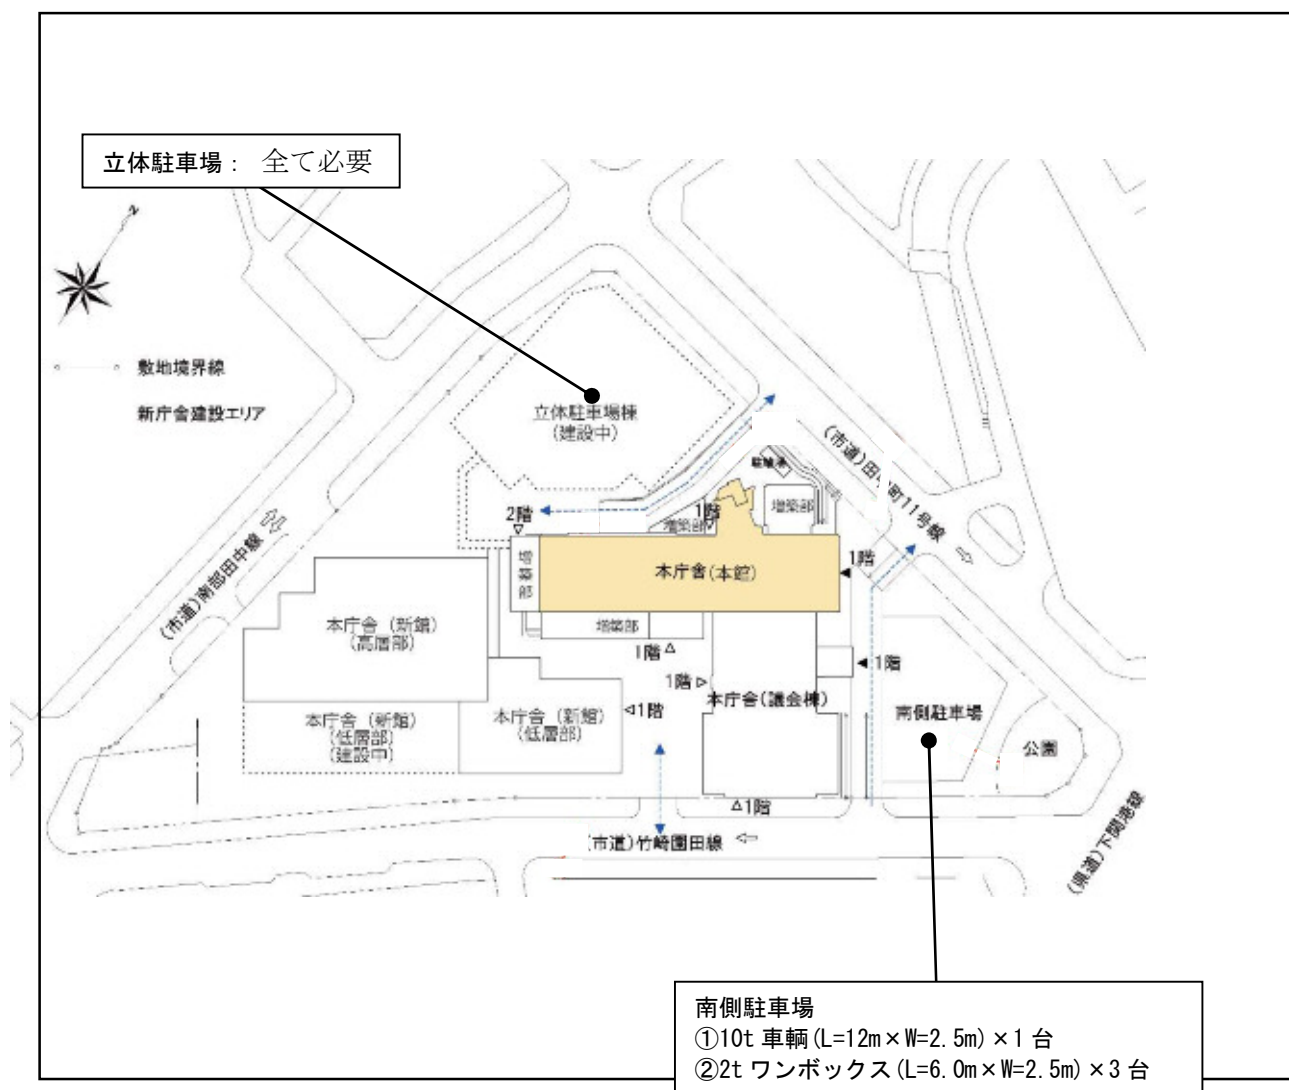 立体駐車場： 全て必要
敷地境界線
新庁舎建設エリア
立体駐車場棟
(建設中)
駐輪場
(市道)田中町11号線
2階
増築部
1階
増築部
(市道)南部田中線
増築部
本庁舎(本館)
1階
本庁舎（新館）
(高層部)
増築部
1階
1階
1階
本庁舎(議会棟)
本庁舎（新館）
(低層部)
(建設中)
本庁舎（新館）
(低層部)
1階
南側駐車場
公園
1階
(市道)竹崎園田線
(県道)下関港線
南側駐車場
①10t 車輌(L=12m×W=2.5m)×1 台
②2t ワンボックス(L=6.0m×W=2.5m)×3 台